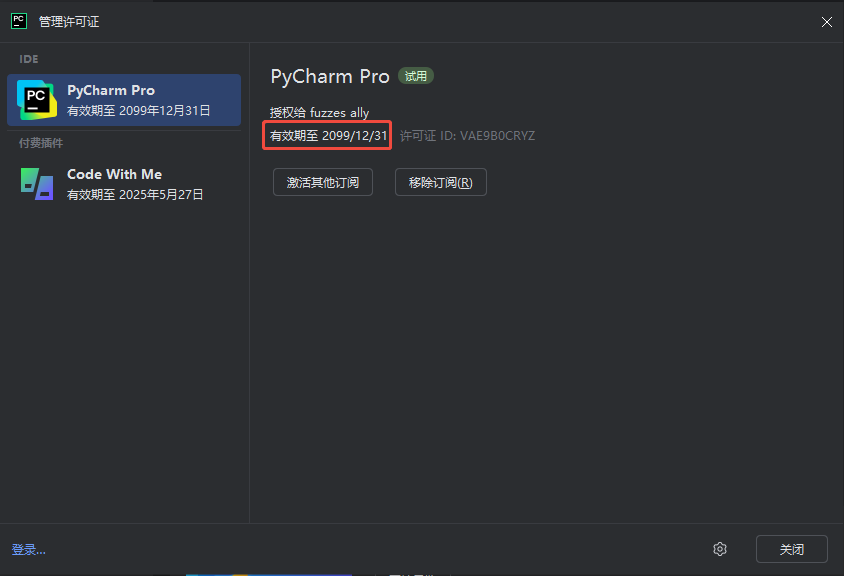 PC
管理许可证
IDE
PC
PyCharm Pro
有效期至 2099年12月31日
付费插件
Code With Me
有效期至 2025年5月27日
PyCharm Pro 试用
授权给 fuzzes ally
有效期至 2099/12/31 许可证 ID: VAE9B0CRYZ
激活其他订阅 移除订阅(R)
登录...
关闭